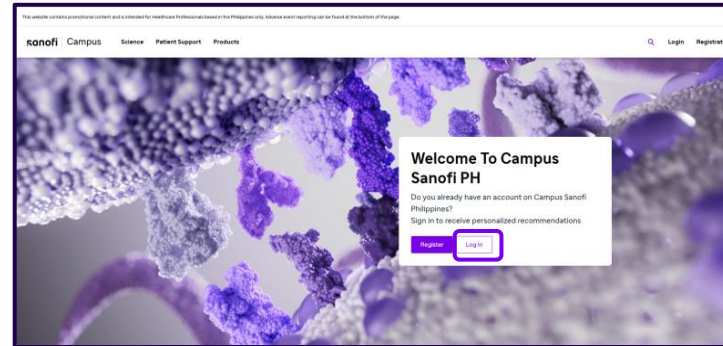 This website contains promotional content and is intended for Healthcare Professionals based in the Philippines only. Adverse event reporting can be found at the bottom of the page.
sanofi Campus Science Patient Support Products Login Registrat
Welcome To Campus
Sanofi PH
Do you already have an account on Campus Sanofi
Philippines?
Sign in to receive personalized recommendations
Register Log in